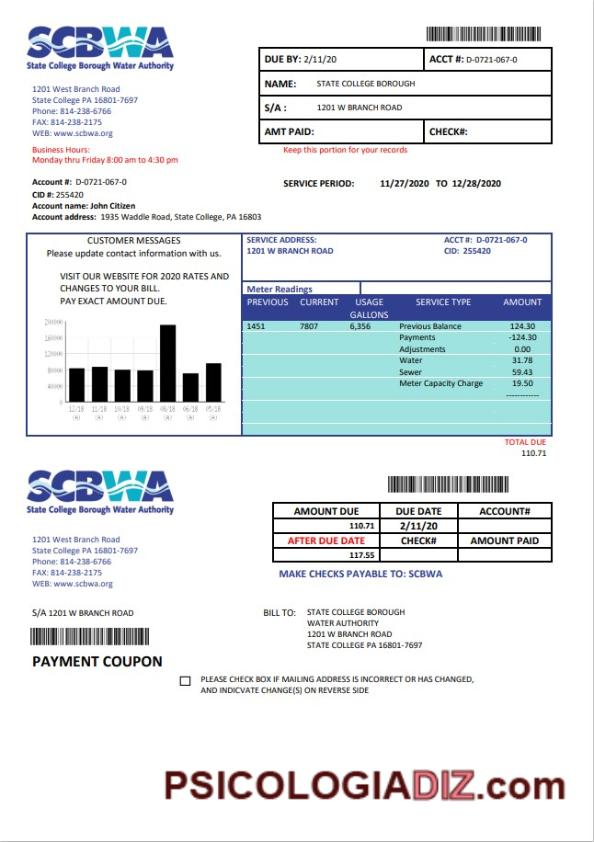 SCBWA
State College Borough Water Authority
1201 West Branch Road
State College PA 16801-7697
Phone: 814-238-6766
FAX: 814-238-2175
WEB: www.scbwa.org
Business Hours:
Monday thru Friday 8:00 am to 4:30 pm
DUE BY: 2/11/20 ACCT #: D-0721-067-0
NAME: STATE COLLEGE BOROUGH
S/A : 1201 W BRANCH ROAD
AMT PAID: CHECK#:
Keep this portion for your records
Account #: D-0721-067-0
CID #: 255420
Account name: John Citizen
Account address: 1935 Waddle Road, State College, PA 16803
SERVICE PERIOD: 11/27/2020 TO 12/28/2020
CUSTOMER MESSAGES
Please update contact information with us.
VISIT OUR WEBSITE FOR 2020 RATES AND
CHANGES TO YOUR BILL.
PAY EXACT AMOUNT DUE.
200000
160000
120000
80000
40000
0
12/18 11/18 10/18 09/18 08/18 06/18 05/18
(A) (A) (A) (A) (A) (A) (A)
SERVICE ADDRESS: ACCT #: D-0721-067-0
1201 W BRANCH ROAD CID: 255420
Meter Readings
PREVIOUS CURRENT USAGE SERVICE TYPE AMOUNT
GALLONS
1451 7807 6,356 Previous Balance 124.30
Payments -124.30
Adjustments 0.00
Water 31.78
Sewer 59.43
Meter Capacity Charge 19.50
------------
TOTAL DUE
110.71
SCBWA
State College Borough Water Authority
1201 West Branch Road
State College PA 16801-7697
Phone: 814-238-6766
FAX: 814-238-2175
WEB: www.scbwa.org
AMOUNT DUE DUE DATE ACCOUNT#
110.71 2/11/20
AFTER DUE DATE CHECK# AMOUNT PAID
117.55
MAKE CHECKS PAYABLE TO: SCBWA
S/A 1201 W BRANCH ROAD
PAYMENT COUPON
BILL TO: STATE COLLEGE BOROUGH
WATER AUTHORITY
1201 W BRANCH ROAD
STATE COLLEGE PA 16801-7697
PLEASE CHECK BOX IF MAILING ADDRESS IS INCORRECT OR HAS CHANGED,
AND INDICVATE CHANGE(S) ON REVERSE SIDE
PSICOLOGIADIZ.com